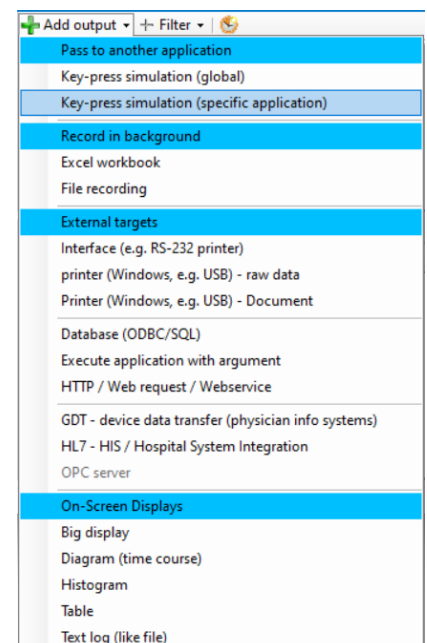 Add output Filter
Pass to another application
Key-press simulation (global)
Key-press simulation (specific application)
Record in background
Excel workbook
File recording
External targets
Interface (e.g. RS-232 printer)
printer (Windows, e.g. USB) - raw data
Printer (Windows, e.g. USB) - Document
Database (ODBC/SQL)
Execute application with argument
HTTP / Web request / Webservice
GDT - device data transfer (physician info systems)
HL7 - HIS / Hospital System Integration
OPC server
On-Screen Displays
Big display
Diagram (time course)
Histogram
Table
Text log (like file)